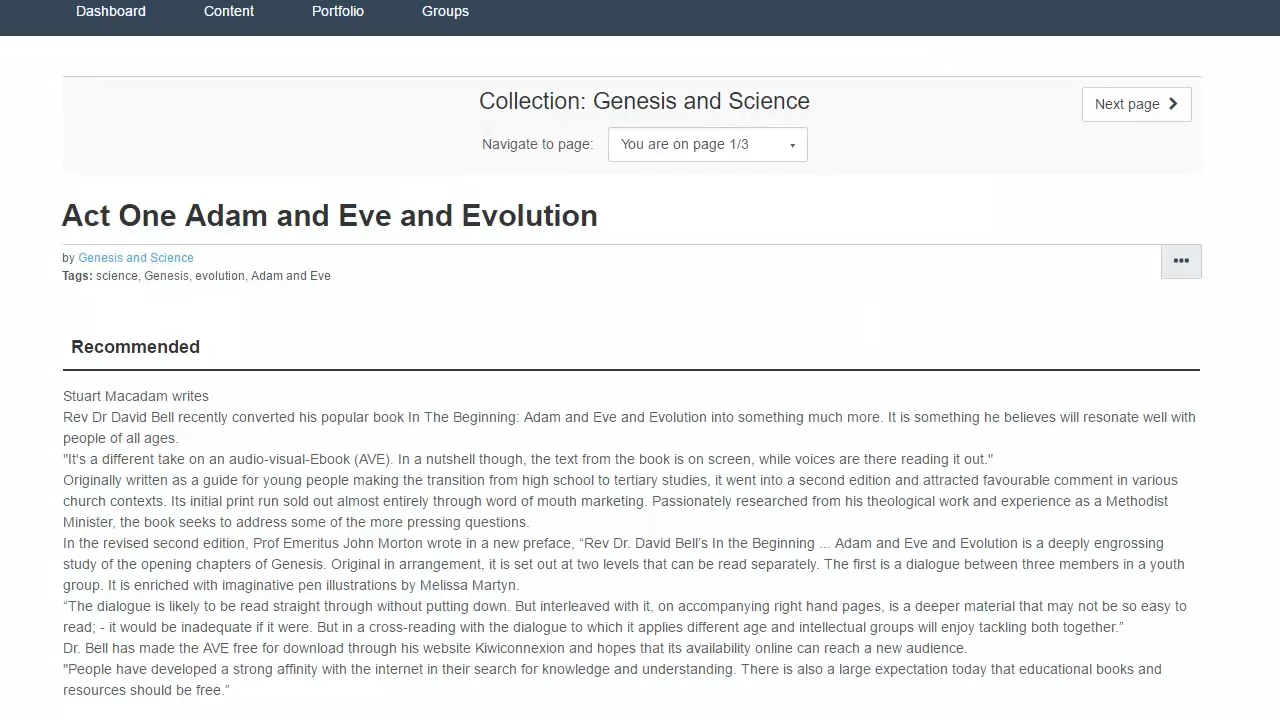 Dashboard Content Portfolio Groups
Collection: Genesis and Science
Next page
Navigate to page: You are on page 1/3
Act One Adam and Eve and Evolution
by Genesis and Science
Tags: science, Genesis, evolution, Adam and Eve
Recommended
Stuart Macadam writes
Rev Dr David Bell recently converted his popular book In The Beginning: Adam and Eve and Evolution into something much more. It is something he believes will resonate well with
people of all ages.
"It's a different take on an audio-visual-Ebook (AVE). In a nutshell though, the text from the book is on screen, while voices are there reading it out."
Originally written as a guide for young people making the transition from high school to tertiary studies, it went into a second edition and attracted favourable comment in various
church contexts. Its initial print run sold out almost entirely through word of mouth marketing. Passionately researched from his theological work and experience as a Methodist
Minister, the book seeks to address some of the more pressing questions.
In the revised second edition, Prof Emeritus John Morton wrote in a new preface, “Rev Dr. David Bell’s In the Beginning ... Adam and Eve and Evolution is a deeply engrossing
study of the opening chapters of Genesis. Original in arrangement, it is set out at two levels that can be read separately. The first is a dialogue between three members in a youth
group. It is enriched with imaginative pen illustrations by Melissa Martyn.
“The dialogue is likely to be read straight through without putting down. But interleaved with it, on accompanying right hand pages, is a deeper material that may not be so easy to
read; - it would be inadequate if it were. But in a cross-reading with the dialogue to which it applies different age and intellectual groups will enjoy tackling both together.”
Dr. Bell has made the AVE free for download through his website Kiwiconnexion and hopes that its availability online can reach a new audience.
"People have developed a strong affinity with the internet in their search for knowledge and understanding. There is also a large expectation today that educational books and
resources should be free.”